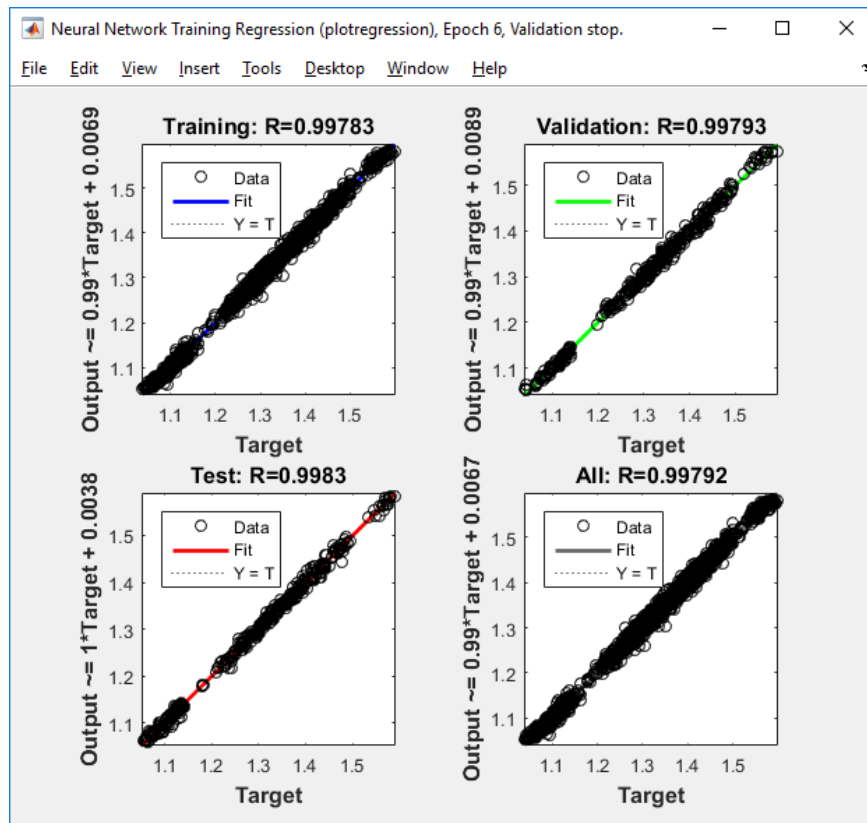 Neural Network Training Regression (plotregression), Epoch 6, Validation stop.
File Edit View Insert Tools Desktop Window Help
Training: R=0.99783
Output ~= 0.99*Target + 0.0069
Data
Fit
Y = T
1.5
1.4
1.3
1.2
1.1
1.1 1.2 1.3 1.4 1.5
Target
Validation: R=0.99793
Output ~= 0.99*Target + 0.0089
Data
Fit
Y = T
1.5
1.4
1.3
1.2
1.1
1.1 1.2 1.3 1.4 1.5
Target
Test: R=0.9983
Output ~= 1*Target + 0.0038
Data
Fit
Y = T
1.5
1.4
1.3
1.2
1.1
1.1 1.2 1.3 1.4 1.5
Target
All: R=0.99792
Output ~= 0.99*Target + 0.0067
Data
Fit
Y = T
1.5
1.4
1.3
1.2
1.1
1.1 1.2 1.3 1.4 1.5
Target